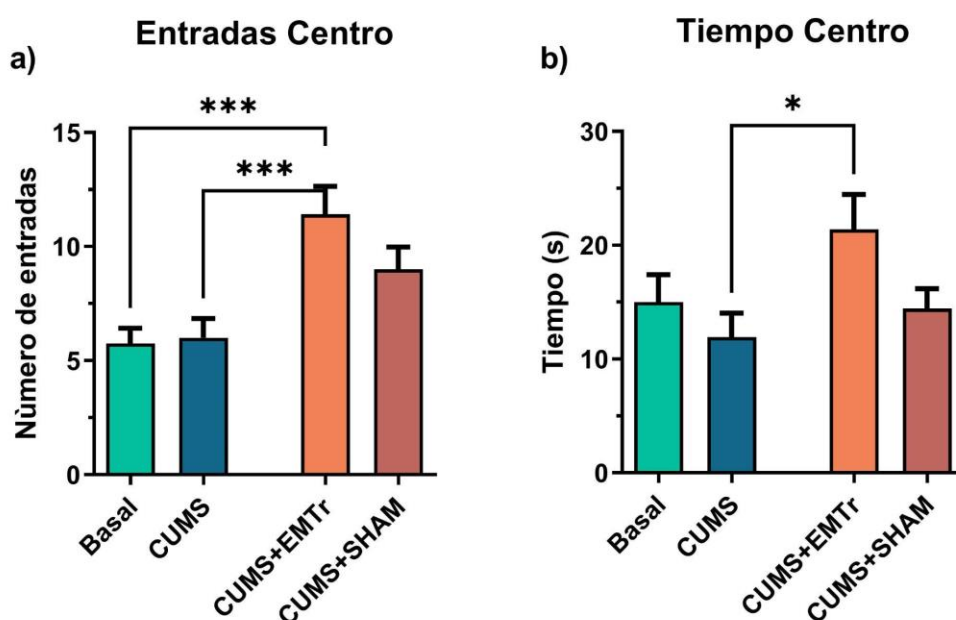 Entradas Centro
a)
***
***
Nùmero de entradas
15
10
5
0
Basal
CUMS
CUMS+EMTr
CUMS+SHAM
Tiempo Centro
b)
*
Tiempo (s)
30
20
10
0
Basal
CUMS
CUMS+EMTr
CUMS+SHAM